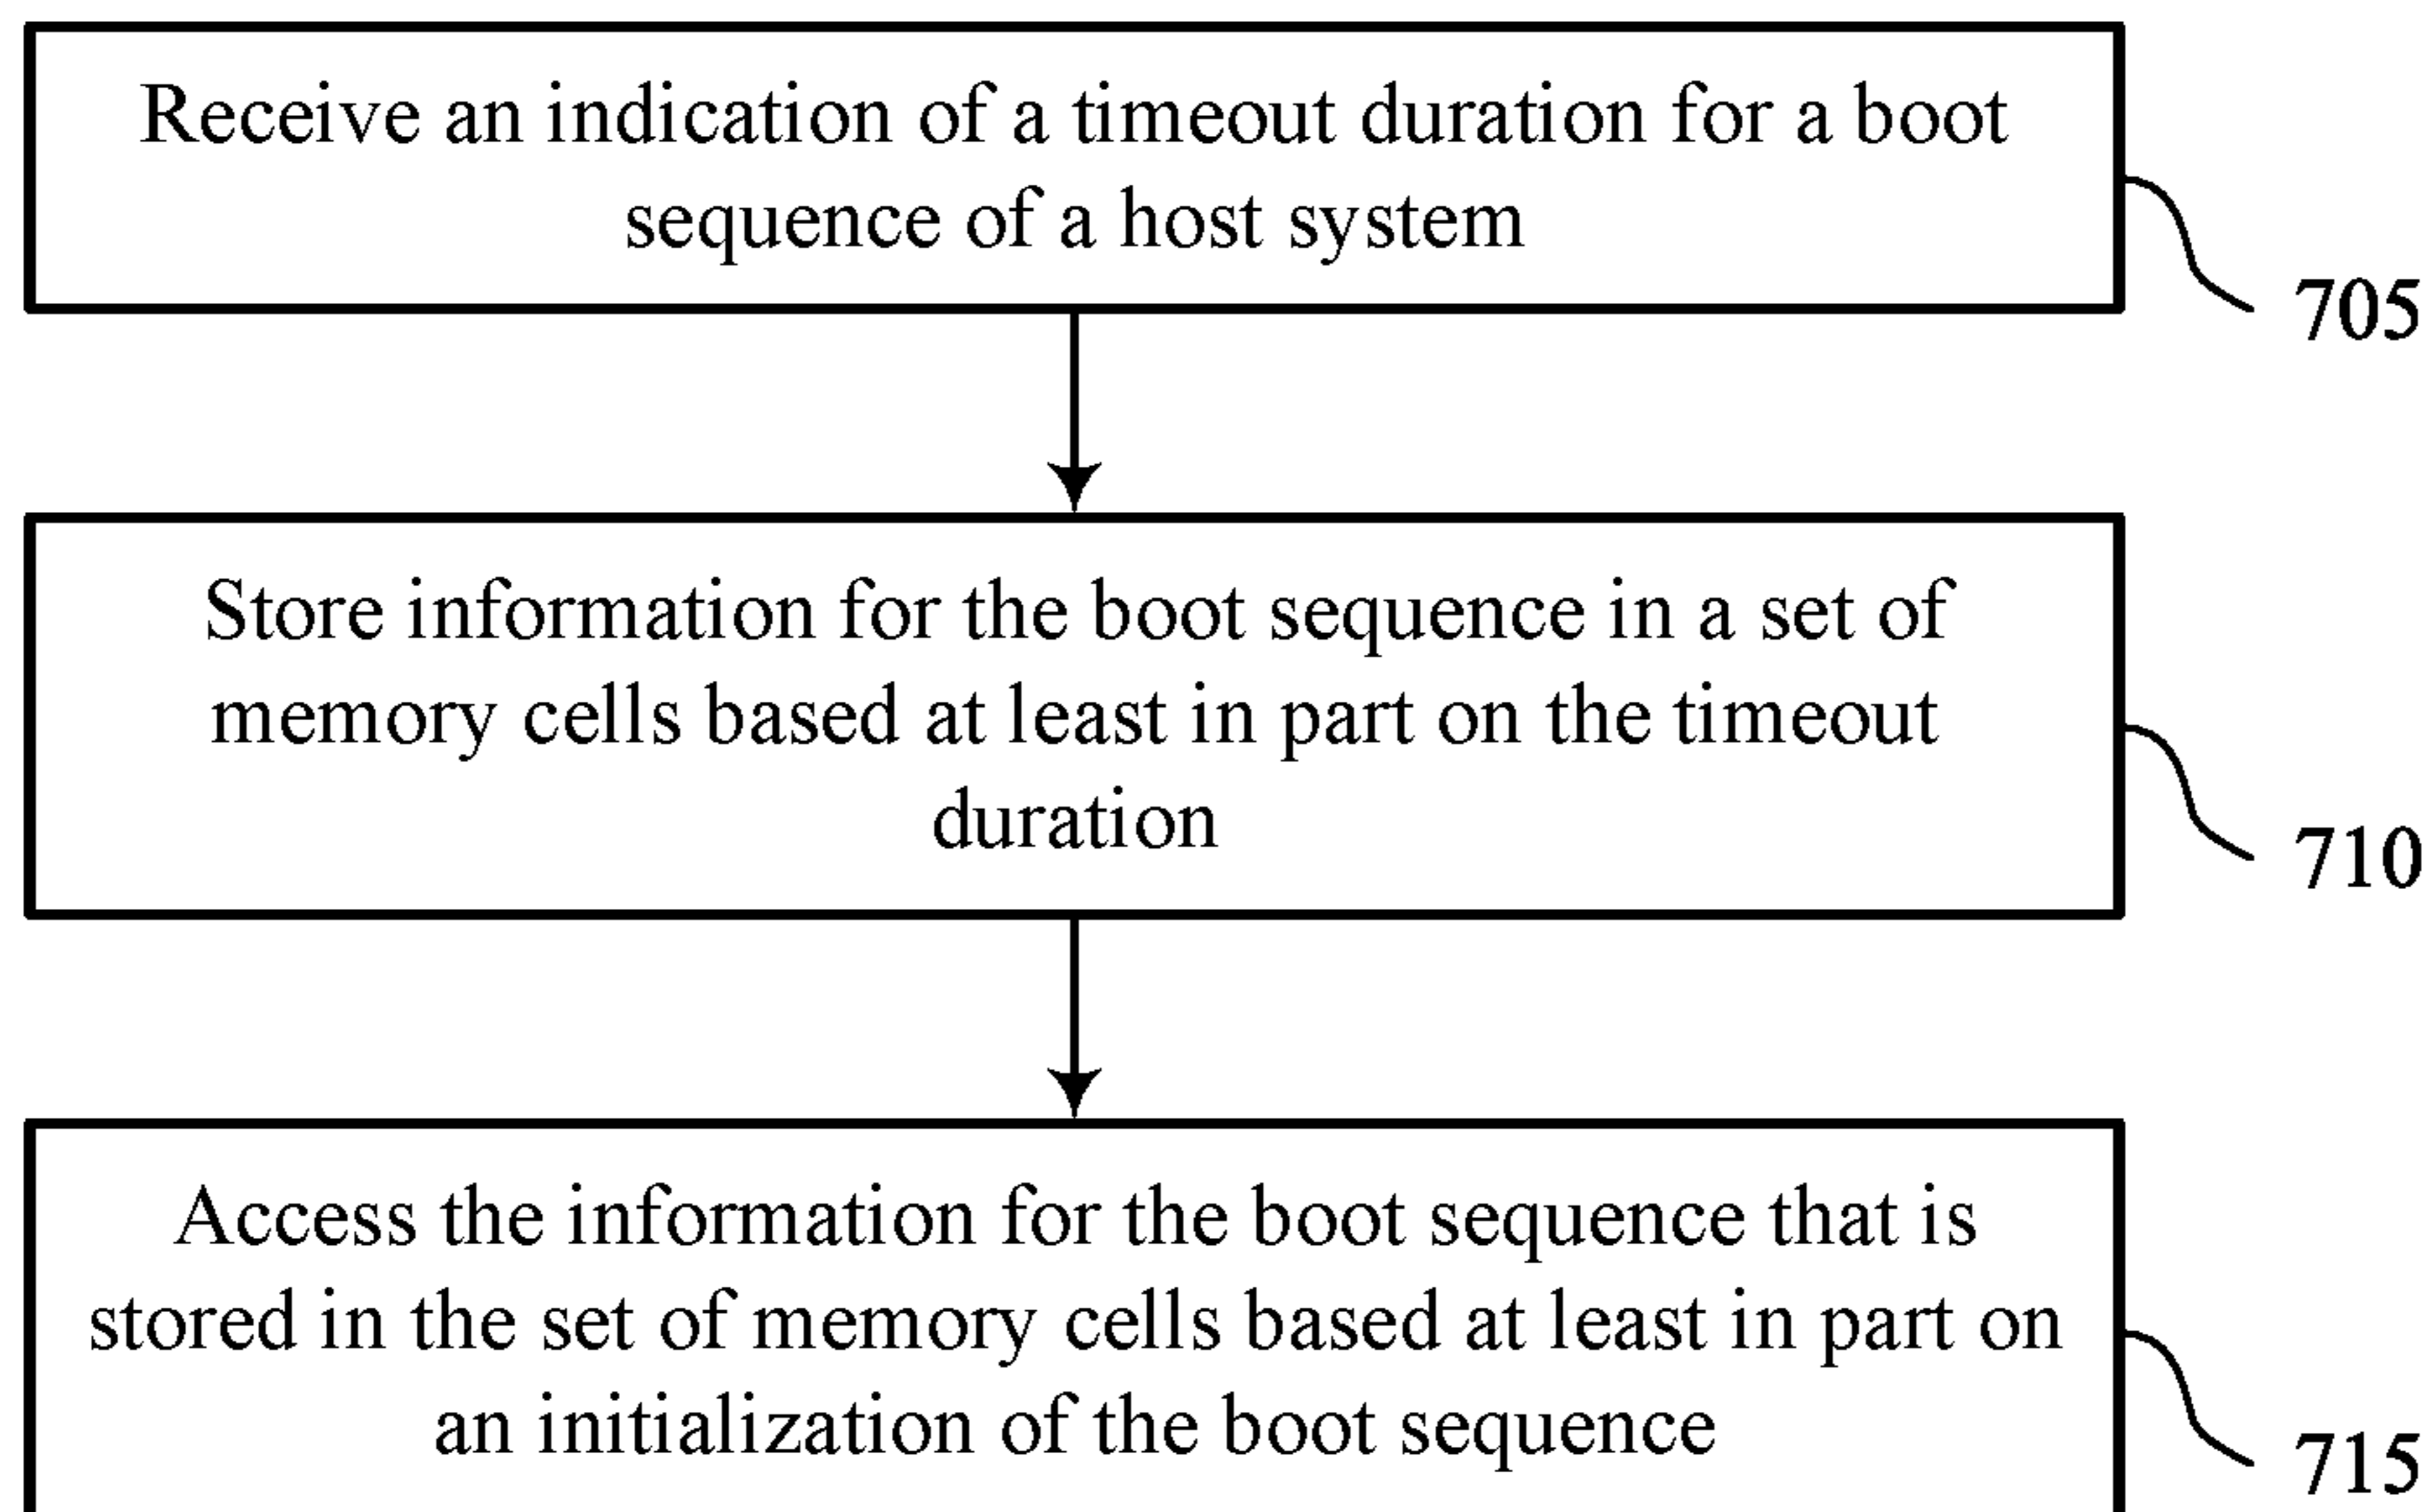 Receive an indication of a timeout duration for a boot
sequence of a host system
705
Store information for the boot sequence in a set of
memory cells based at least in part on the timeout
duration
710
Access the information for the boot sequence that is
stored in the set of memory cells based at least in part on
an initialization of the boot sequence
715